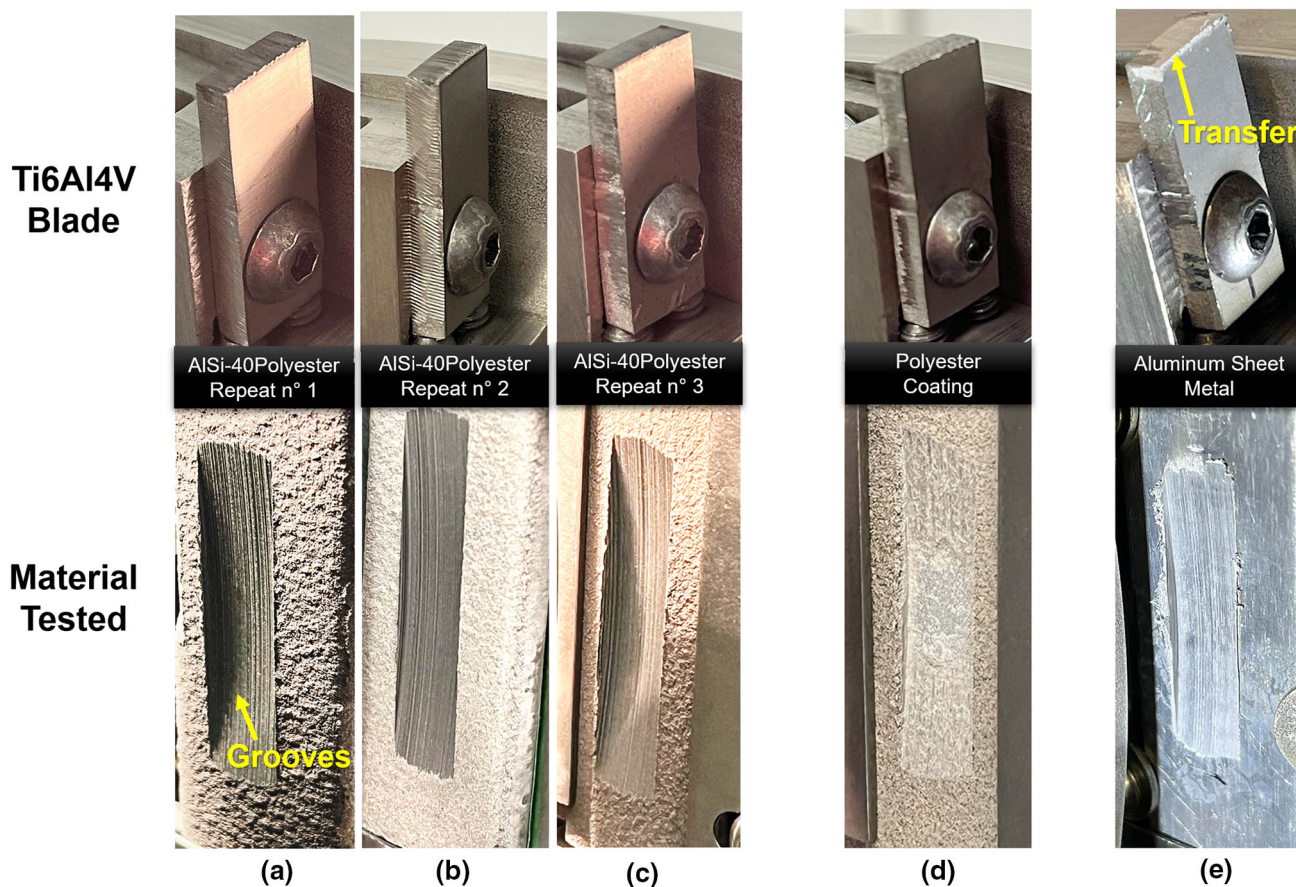 Ti6Al4V
Blade
Transfer
AlSi-40Polyester
Repeat n° 1
AlSi-40Polyester
Repeat n° 2
AlSi-40Polyester
Repeat n° 3
Polyester
Coating
Aluminum Sheet
Metal
Material
Tested
Grooves
(a)
(b)
(c)
(d)
(e)